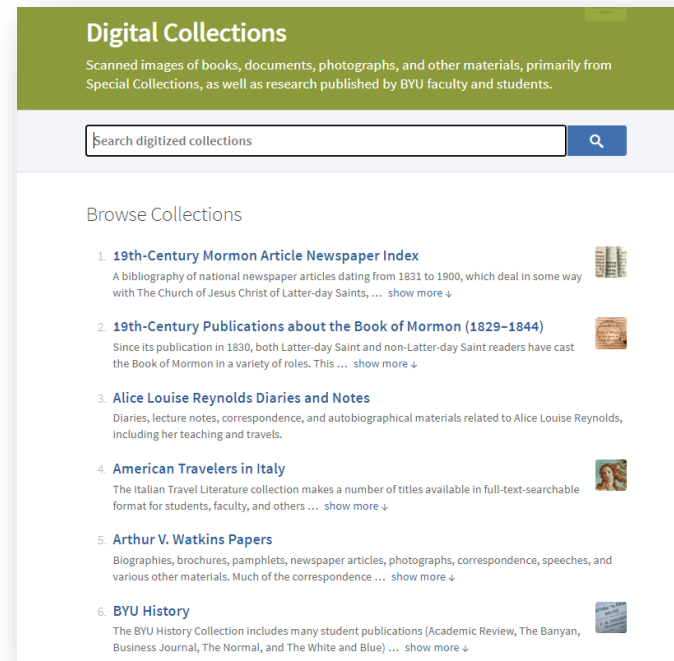 Digital Collections
Scanned images of books, documents, photographs, and other materials, primarily from
Special Collections, as well as research published by BYU faculty and students.
Search digitized collections
Browse Collections
1. 19th-Century Mormon Article Newspaper Index
A bibliography of national newspaper articles dating from 1831 to 1900, which deal in some way
with The Church of Jesus Christ of Latter-day Saints, … show more ↓
2. 19th-Century Publications about the Book of Mormon (1829–1844)
Since its publication in 1830, both Latter-day Saint and non-Latter-day Saint readers have cast
the Book of Mormon in a variety of roles. This … show more ↓
3. Alice Louise Reynolds Diaries and Notes
Diaries, lecture notes, correspondence, and autobiographical materials related to Alice Louise Reynolds,
including her teaching and travels.
4. American Travelers in Italy
The Italian Travel Literature collection makes a number of titles available in full-text-searchable
format for students, faculty, and others … show more ↓
5. Arthur V. Watkins Papers
Biographies, brochures, pamphlets, newspaper articles, photographs, correspondence, speeches, and
various other materials. Much of the correspondence … show more ↓
6. BYU History
The BYU History Collection includes many student publications (Academic Review, The Banyan,
Business Journal, The Normal, and The White and Blue) … show more ↓